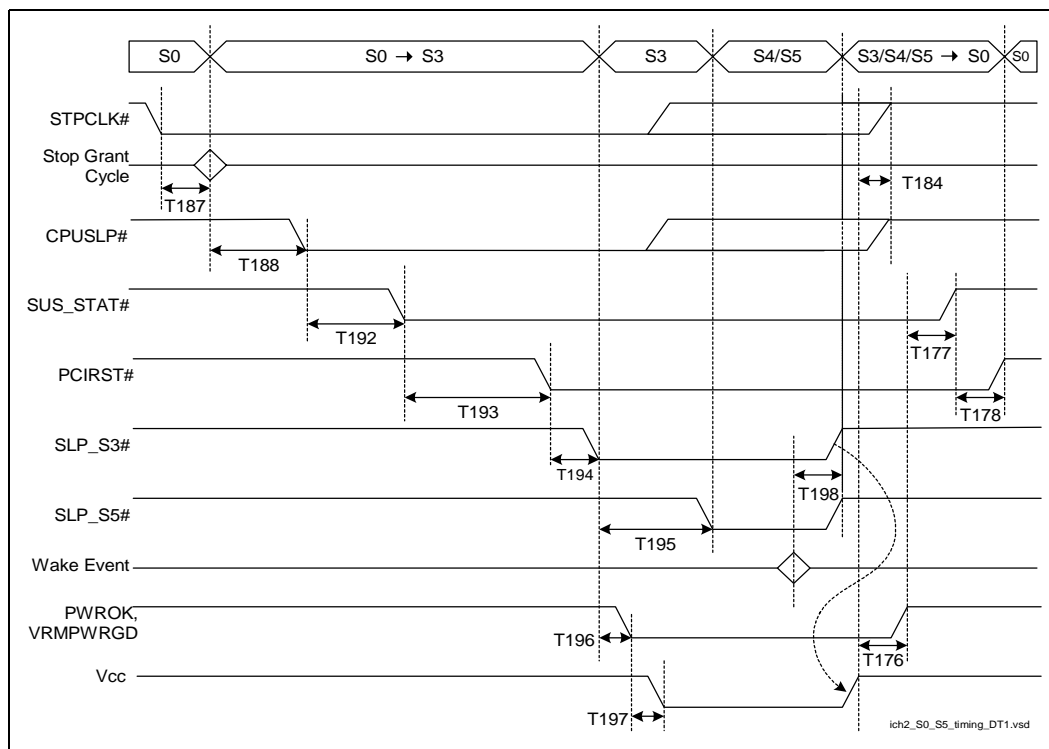 S0 S0 → S3 S3 S4/S5 S3/S4/S5 → S0 S0
STPCLK#
Stop Grant
Cycle
T184
T187
CPUSLP#
T188
SUS_STAT#
T192
T177
PCIRST#
T193
T178
SLP_S3#
T194
T198
SLP_S5#
T195
Wake Event
PWROK,
VRMPWRGD
T196
T176
Vcc
T197
ich2_S0_S5_timing_DT1.vsd